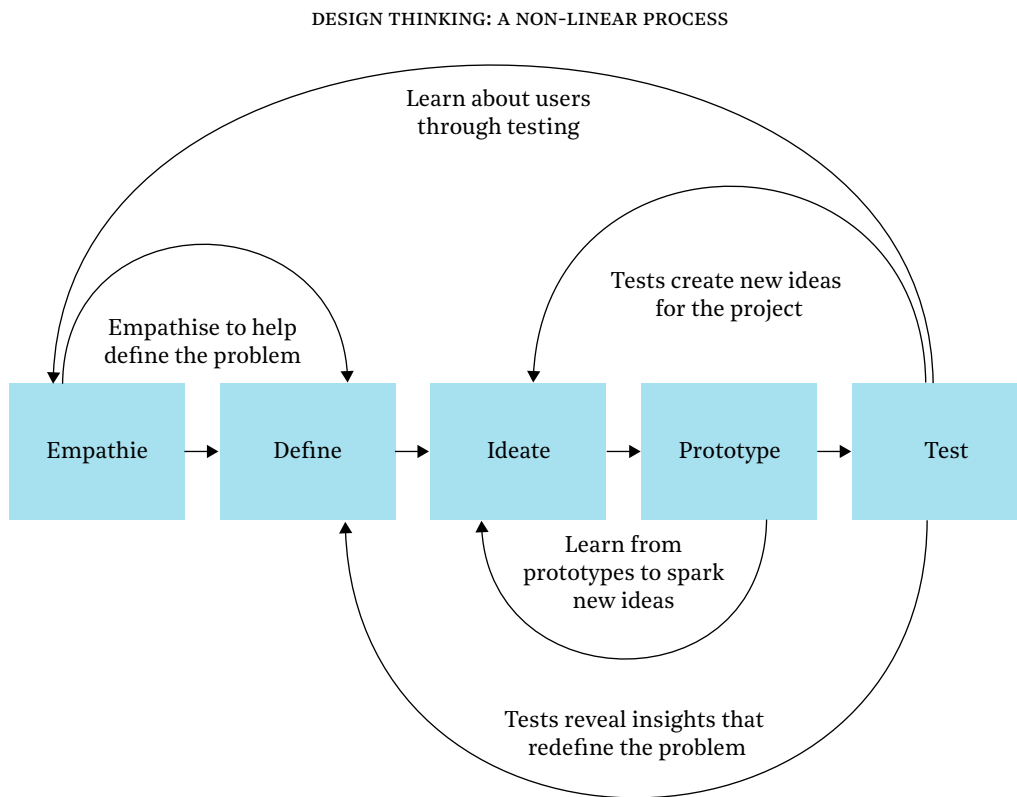 DESIGN THINKING: A NON-LINEAR PROCESS
Learn about users
through testing
Tests create new ideas
for the project
Empathise to help
define the problem
Empathie
Define
Ideate
Prototype
Test
Learn from
prototypes to spark
new ideas
Tests reveal insights that
redefine the problem